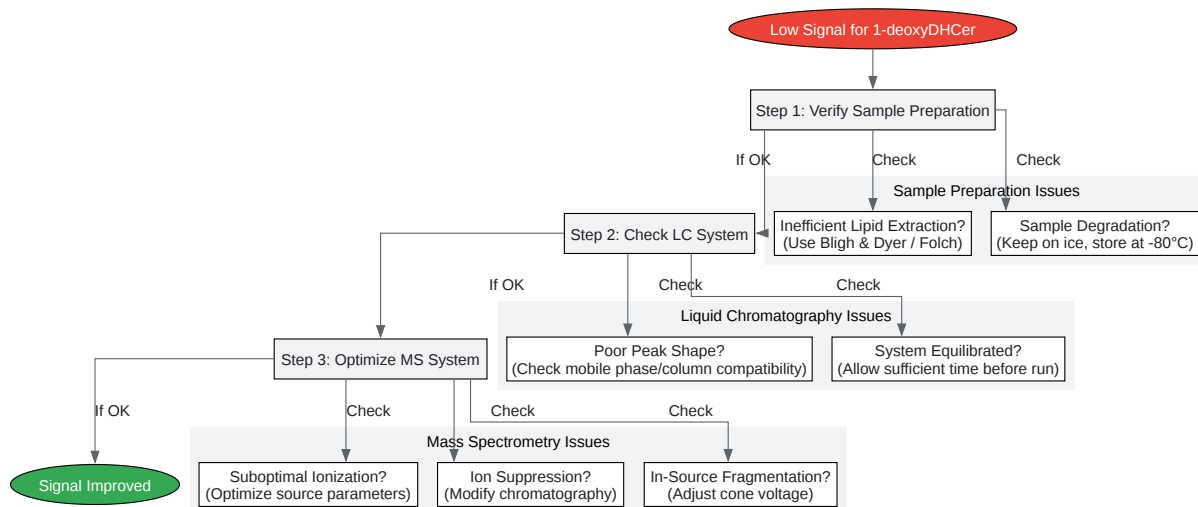 Low Signal for 1-deoxyDHCer
Step 1: Verify Sample Preparation
If OK
Check
Check
Sample Preparation Issues
Inefficient Lipid Extraction?
(Use Bligh & Dyer / Folch)
Sample Degradation?
(Keep on ice, store at -80°C)
Step 2: Check LC System
If OK
Check
Check
Liquid Chromatography Issues
Poor Peak Shape?
(Check mobile phase/column compatibility)
System Equilibrated?
(Allow sufficient time before run)
Step 3: Optimize MS System
If OK
Check
Check
Check
Mass Spectrometry Issues
Signal Improved
Suboptimal Ionization?
(Optimize source parameters)
Ion Suppression?
(Modify chromatography)
In-Source Fragmentation?
(Adjust cone voltage)